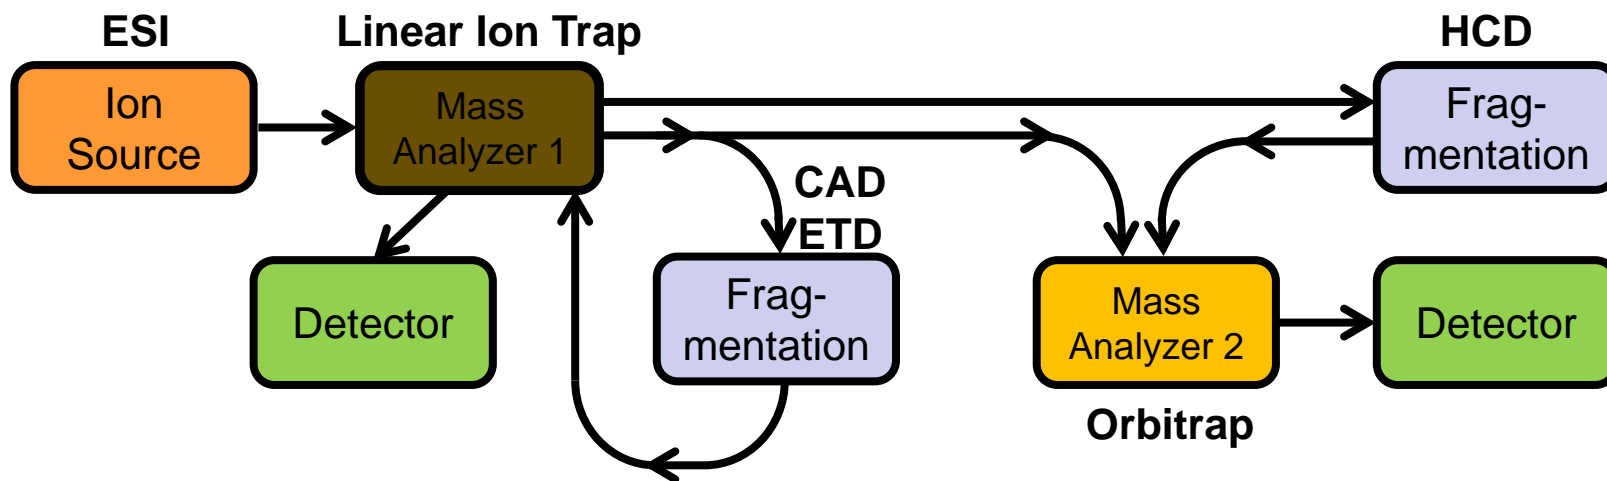 ESI
Linear Ion Trap
HCD
Ion
Source
Mass
Analyzer 1
Frag-
mentation
CAD
ETD
Detector
Frag-
mentation
Mass
Analyzer 2
Detector
Orbitrap